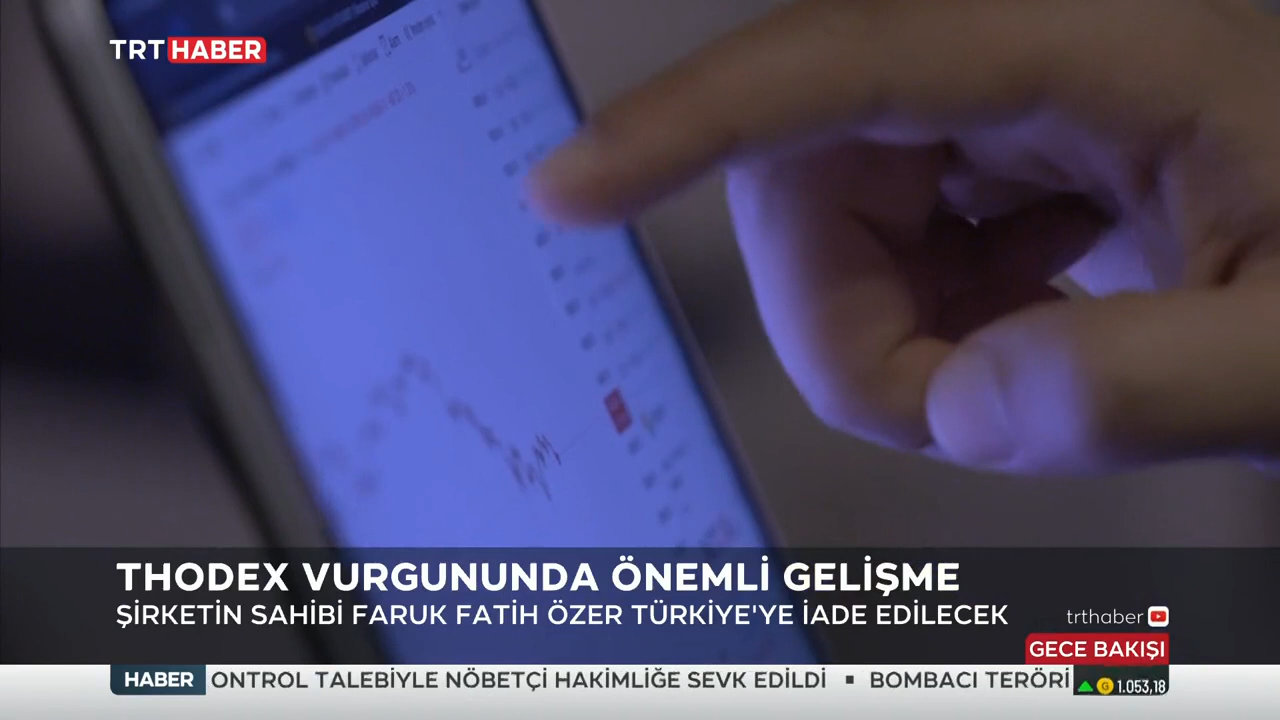 TRT HABER
THODEX VURGUNUNDA ÖNEMLİ GELİŞME
ŞİRKETİN SAHİBİ FARUK FATİH ÖZER TÜRKİYE'YE İADE EDİLECEK
trthaber
GECE BAKIŞI
HABER ONTROL TALEBİYLE NÖBETÇİ HAKİMLİĞE SEVK EDİLDİ ▪ BOMBACI TERÖRİ G 1.053,18